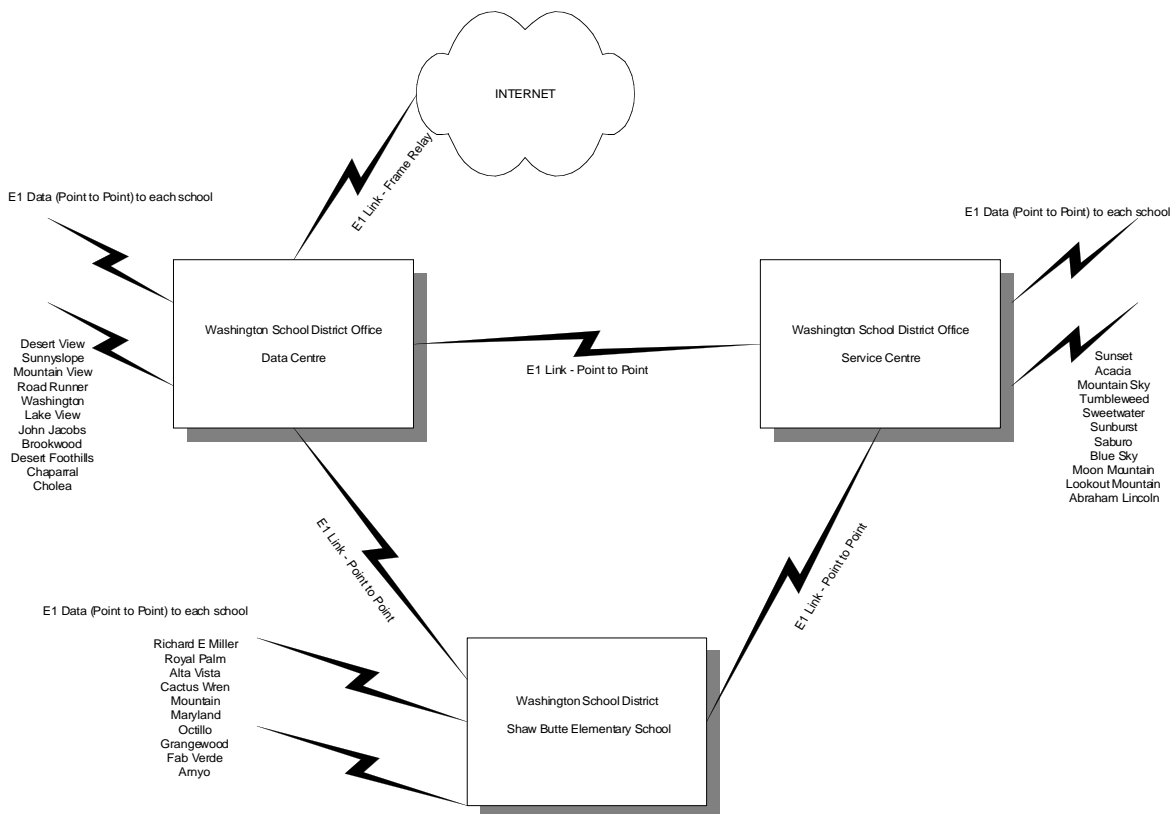 INTERNET
E1 Link - Frame Relay
E1 Data (Point to Point) to each school
E1 Data (Point to Point) to each school
Washington School District Office
Data Centre
Washington School District Office
Service Centre
E1 Link - Point to Point
Desert View
Sunnyslope
Mountain View
Road Runner
Washington
Lake View
John Jacobs
Brookwood
Desert Foothills
Chaparral
Cholea
Sunset
Acacia
Mountain Sky
Tumbleweed
Sweetwater
Sunburst
Saburo
Blue Sky
Moon Mountain
Lookout Mountain
Abraham Lincoln
E1 Link - Point to Point
E1 Link - Point to Point
E1 Data (Point to Point) to each school
Richard E Miller
Royal Palm
Alta Vista
Cactus Wren
Mountain
Maryland
Octillo
Grangewood
Fab Verde
Arnyo
Washington School District
Shaw Butte Elementary School